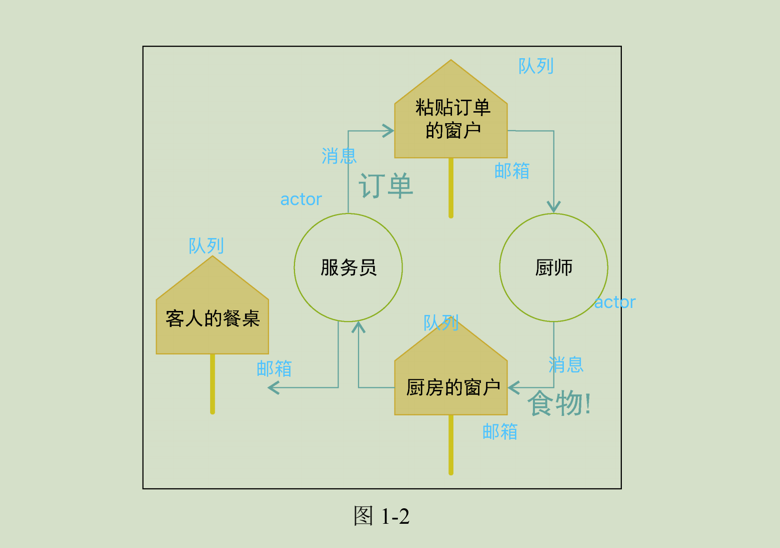 队列
粘贴订单
的窗户
消息
邮箱
订单
actor
队列
服务员
厨师
客人的餐桌
actor
队列
邮箱
消息
厨房的窗户
食物!
邮箱
图 1-2